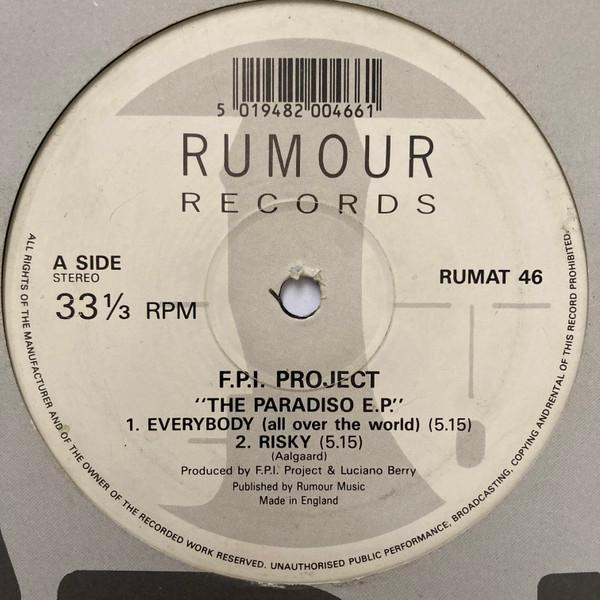 5 019482 004661
RUMOUR
RECORDS
A SIDE
STEREO
33⅓ RPM
RUMAT 46
F.P.I. PROJECT
"THE PARADISO E.P."
1. EVERYBODY (all over the world) (5.15)
2. RISKY (5.15)
(Aalgaard)
Produced by F.P.I. Project & Luciano Berry
Published by Rumour Music
Made in England
ALL RIGHTS OF THE MANUFACTURER AND OF THE OWNER OF THE RECORDED WORK RESERVED. UNAUTHORISED PUBLIC PERFORMANCE, BROADCASTING, COPYING ANDRENTAL OF THIS RECORD PROHIBITED.